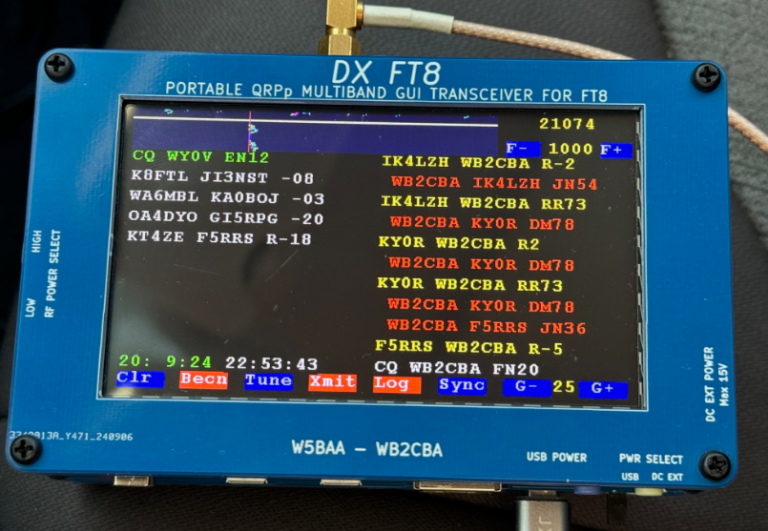 DX FT8
PORTABLE QRPp MULTIBAND GUI TRANSCEIVER FOR FT8
21074
F- 1000 F+
CQ WY0V EN12
K8FTL JI3NST -08
WA6MBL KA0BOJ -03
OA4DYO GI5RPG -20
KT4ZE F5RRS R-18
IK4LZH WB2CBA R-2
WB2CBA IK4LZH JN54
IK4LZH WB2CBA RR73
WB2CBA KY0R DM78
KY0R WB2CBA R2
WB2CBA KY0R DM78
KY0R WB2CBA RR73
WB2CBA KY0R DM78
WB2CBA F5RRS JN36
F5RRS WB2CBA R-5
20: 9:24 22:53:43
CQ WB2CBA FN20
Clr Becn Tune Xmit Log Sync G- 25 G+
HIGH
LOW
RF POWER SELECT
DC EXT POWER
Max 15V
Y471_240906
W5BAA – WB2CBA
USB POWER
PWR SELECT
USB DC EXT